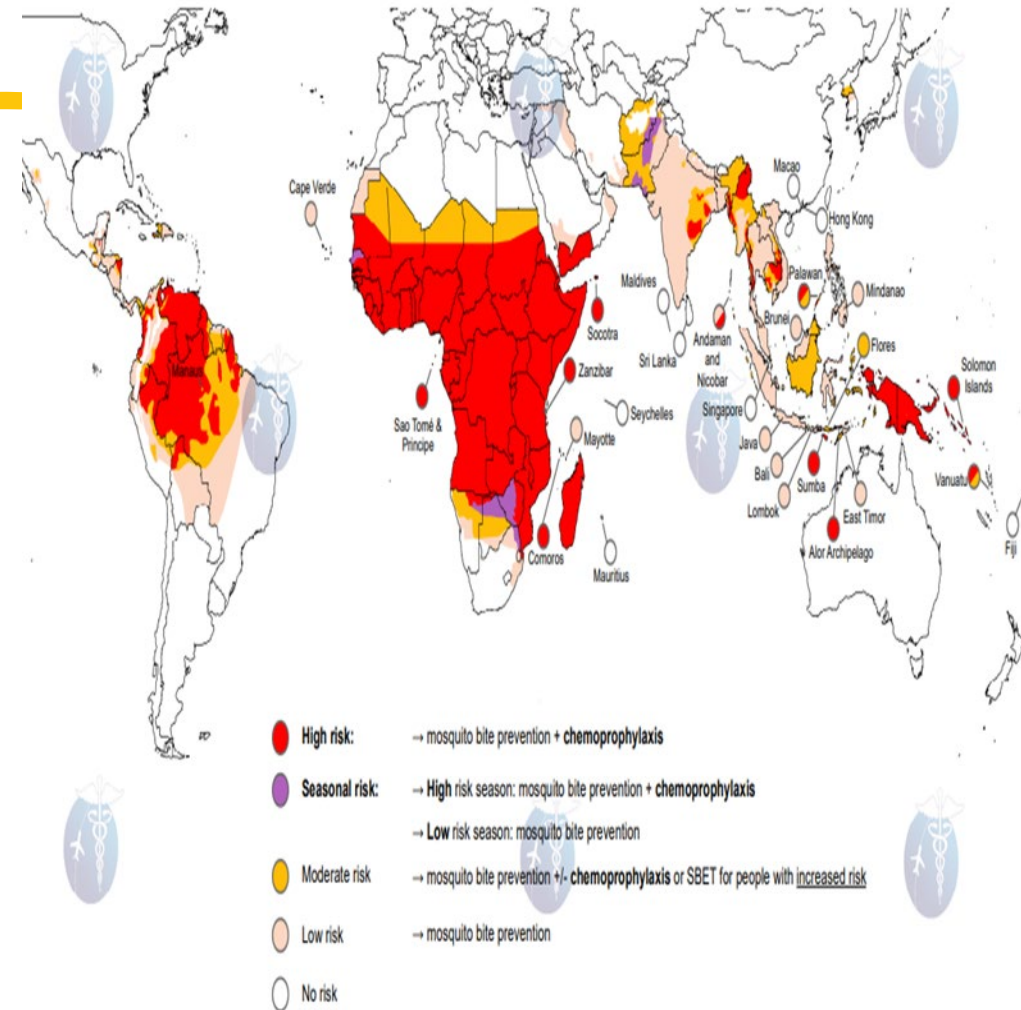 Macao
Cape Verde
Hong Kong
Maldives
Palawan
Mindanao
Brunei
Socotra
Andaman
and
Nicobar
Flores
Sri Lanka
Manaus
Zanzibar
Solomon
Islands
Sao Tomé &
Principe
Singapore
Seychelles
Mayotte
Java
Bali
Sumba
Vanuatu
Lombok
East Timor
Comoros
Alor Archipelago
Fiji
Mauritius
High risk: → mosquito bite prevention + chemoprophylaxis
Seasonal risk: → High risk season: mosquito bite prevention + chemoprophylaxis
→ Low risk season: mosquito bite prevention
Moderate risk → mosquito bite prevention +/- chemoprophylaxis or SBET for people with increased risk
Low risk → mosquito bite prevention
No risk